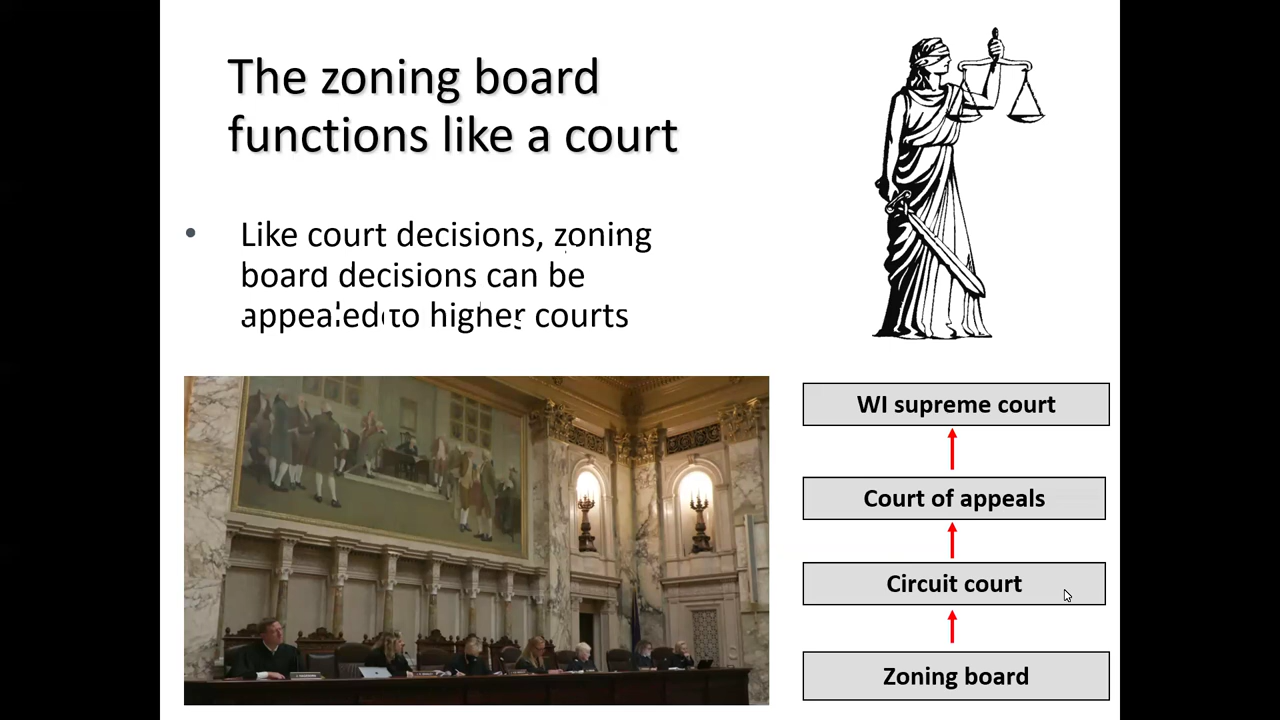 The zoning board
functions like a court
• Like court decisions, zoning
board decisions can be
appealed to higher courts
WI supreme court
Court of appeals
Circuit court
Zoning board